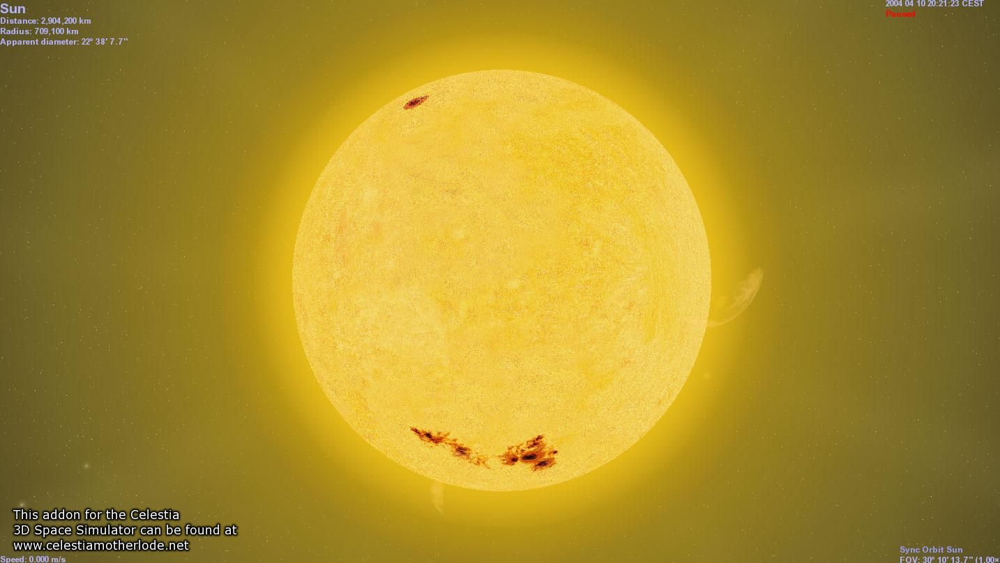 Sun
Distance: 2,904,200 km
Radius: 709,100 km
Apparent diameter: 22° 38' 7.7"
2004 04 10 20:21:23 CEST
Paused
This addon for the Celestia
3D Space Simulator can be found at
www.celestiamotherlode.net
Speed: 0.000 m/s
Sync Orbit Sun
FOV: 30° 10' 13.7" (1.00×